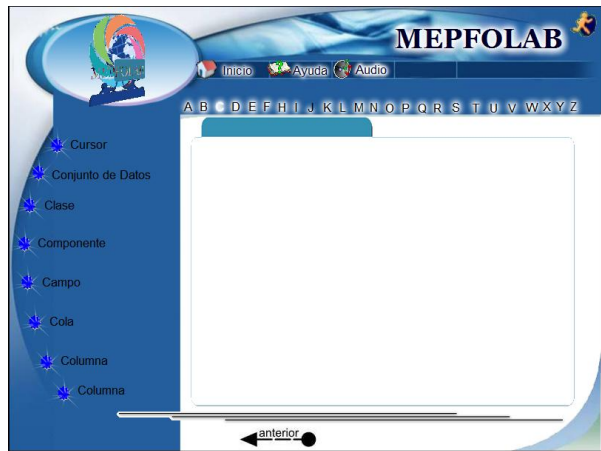 MEPFOLAB
Inicio Ayuda Audio
A B C D E F H I J K L M N O P Q R S T U V W X Y Z
Cursor
Conjunto de Datos
Clase
Componente
Campo
Cola
Columna
Columna
anterior